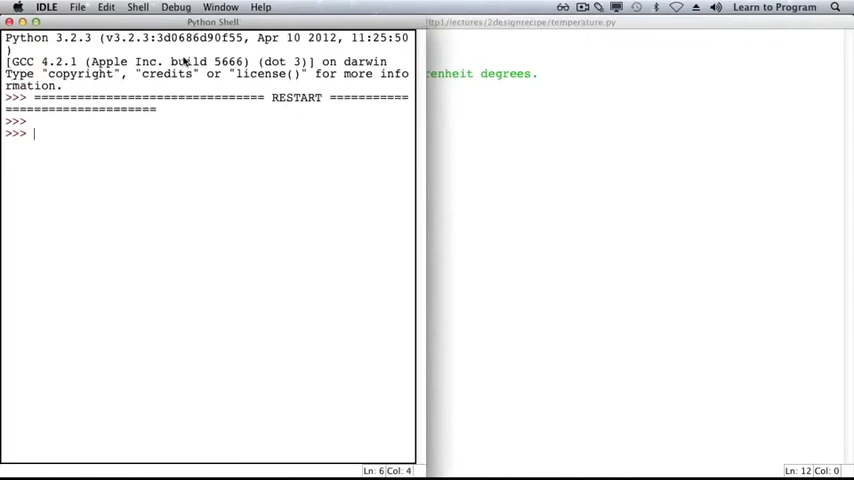 IDLE File Edit Shell Debug Window Help Learn to Program
Python Shell
ltp1/lectures/2designrecipe/temperature.py
Python 3.2.3 (v3.2.3:3d0686d90f55, Apr 10 2012, 11:25:50
)
[GCC 4.2.1 (Apple Inc. build 5666) (dot 3)] on darwin
Type "copyright", "credits" or "license()" for more info
renheit degrees.
rmation.
>>> ================================ RESTART ===========
=====================
>>>
>>>
Ln: 6 Col: 4
Ln: 12 Col: 0